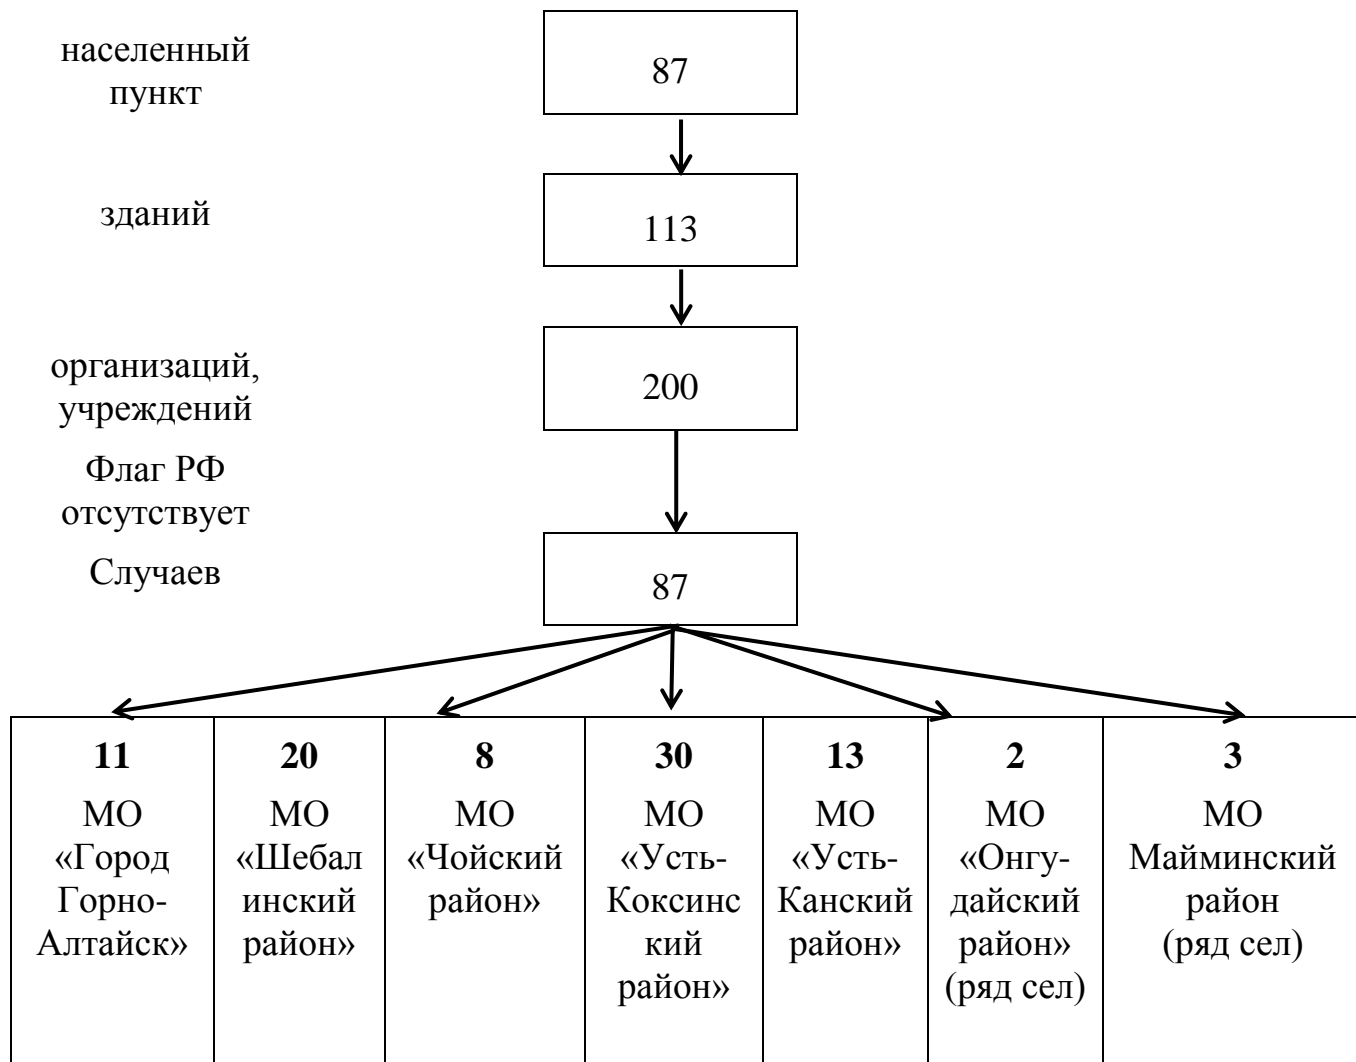 населенный
пункт
87
зданий
113
организаций,
учреждений
200
Флаг РФ
отсутствует
Случаев
87
11
МО
«Город
Горно-
Алтайск»
20
МО
«Шебал
инский
район»
8
МО
«Чойский
район»
30
МО
«Усть-
Коксинс
кий
район»
13
МО
«Усть-
Канский
район»
2
МО
«Онгу-
дайский
район»
(ряд сел)
3
МО
Майминский
район
(ряд сел)